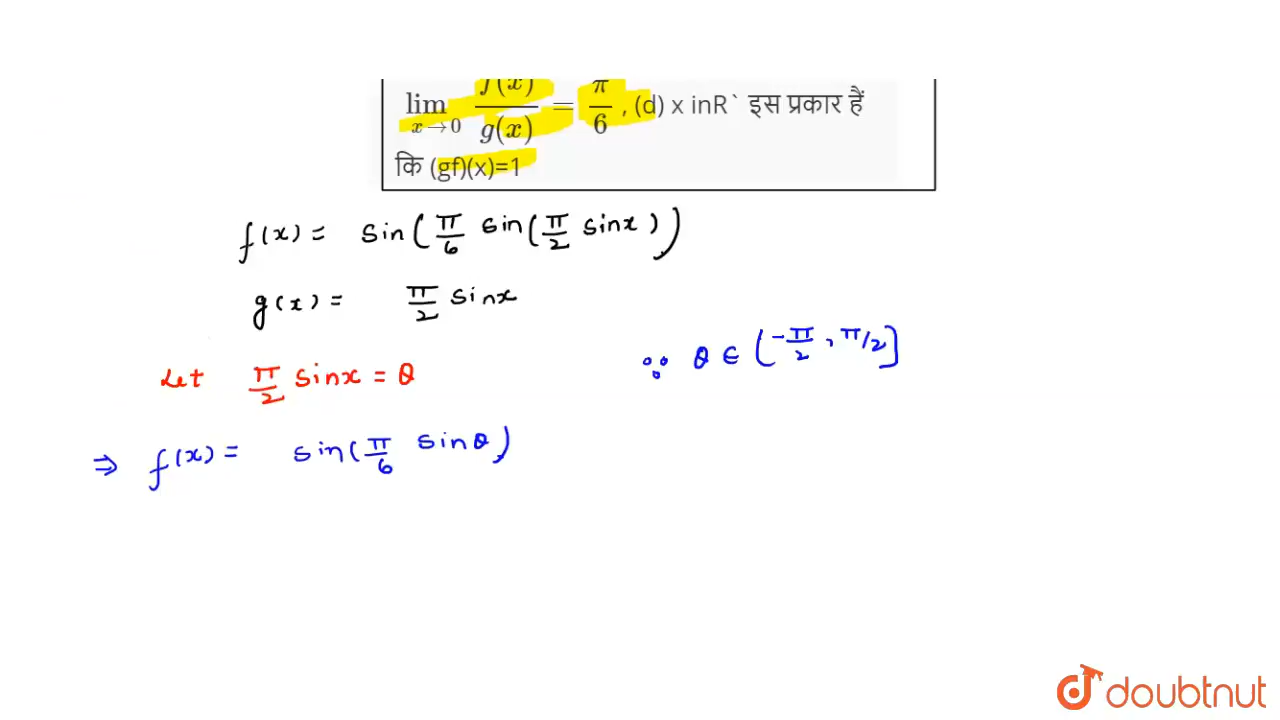 lim x→0 f(x)/g(x) = π/6 , (d) x inR` इस प्रकार हैं
कि (gf)(x)=1
f(x) = sin(π/6 sin(π/2 sinx))
g(x) = π/2 sinx
Let π/2 sinx = θ
∵ θ ∈ [-π/2, π/2]
⇒ f(x) = sin(π/6 sinθ)
doubtnut